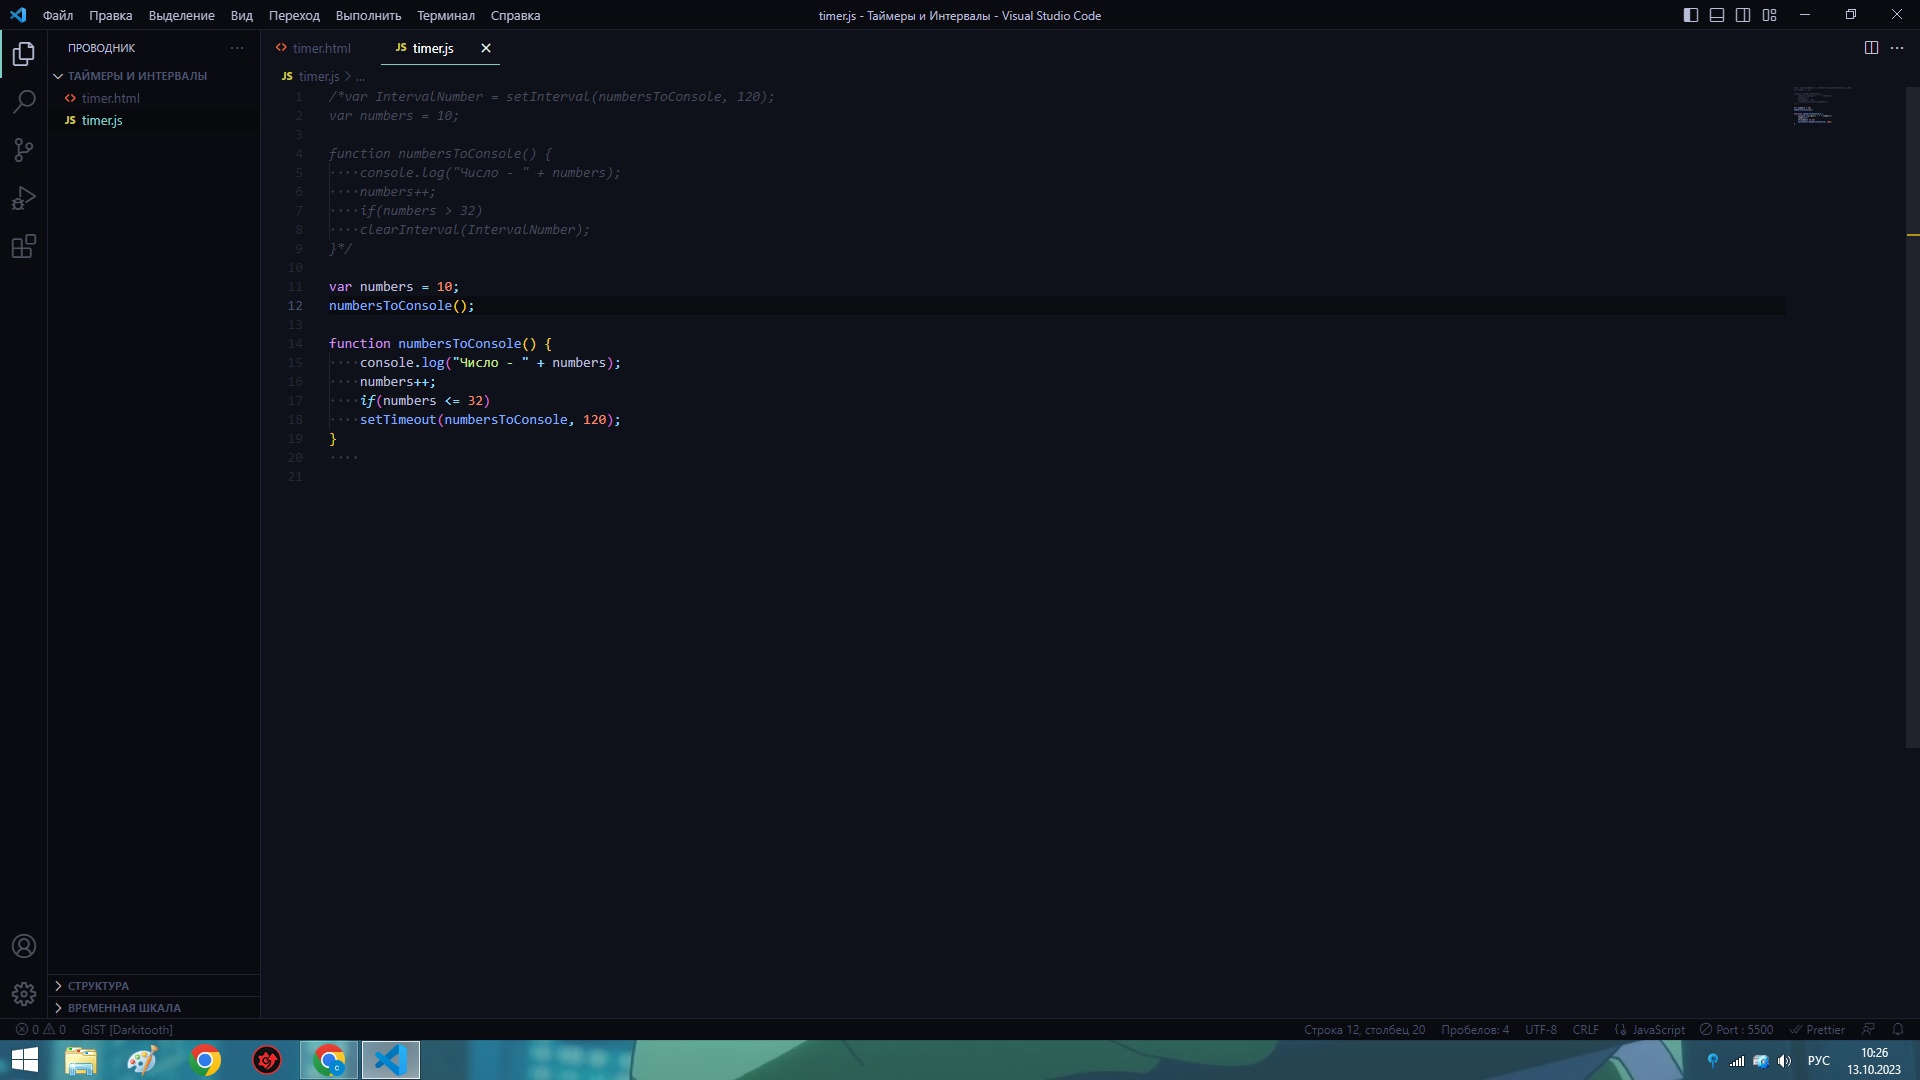 Файл Правка Выделение Вид Переход Выполнить Терминал Справка timer.js - Таймеры и Интервалы - Visual Studio Code
ПРОВОДНИК
ТАЙМЕРЫ И ИНТЕРВАЛЫ
timer.html
JS timer.js
timer.html JS timer.js
JS timer.js > ...
1 /*var IntervalNumber = setInterval(numbersToConsole, 120);
2 var numbers = 10;
3
4 function numbersToConsole() {
5 ····console.log("Число - " + numbers);
6 ····numbers++;
7 ····if(numbers > 32)
8 ····clearInterval(IntervalNumber);
9 }*/
10
11 var numbers = 10;
12 numbersToConsole();
13
14 function numbersToConsole() {
15 ····console.log("Число - " + numbers);
16 ····numbers++;
17 ····if(numbers <= 32)
18 ····setTimeout(numbersToConsole, 120);
19 }
20 ····
21
СТРУКТУРА
ВРЕМЕННАЯ ШКАЛА
0 0 GIST [Darkitooth] Строка 12, столбец 20 Пробелов: 4 UTF-8 CRLF JavaScript Port : 5500 Prettier
РУС 10:26
13.10.2023